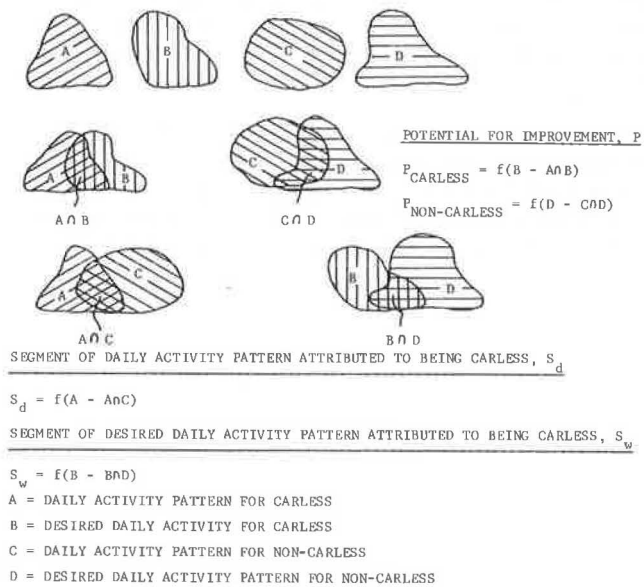 A B C D
POTENTIAL FOR IMPROVEMENT, P
A B C D
P_CARLESS = f(B - A∩B)
P_NON-CARLESS = f(D - C∩D)
A∩B C∩D
A C B D
A∩C B∩D
SEGMENT OF DAILY ACTIVITY PATTERN ATTRIBUTED TO BEING CARLESS, S_d
S_d = f(A - A∩C)
SEGMENT OF DESIRED DAILY ACTIVITY PATTERN ATTRIBUTED TO BEING CARLESS, S_w
S_w = f(B - B∩D)
A = DAILY ACTIVITY PATTERN FOR CARLESS
B = DESIRED DAILY ACTIVITY FOR CARLESS
C = DAILY ACTIVITY PATTERN FOR NON-CARLESS
D = DESIRED DAILY ACTIVITY PATTERN FOR NON-CARLESS